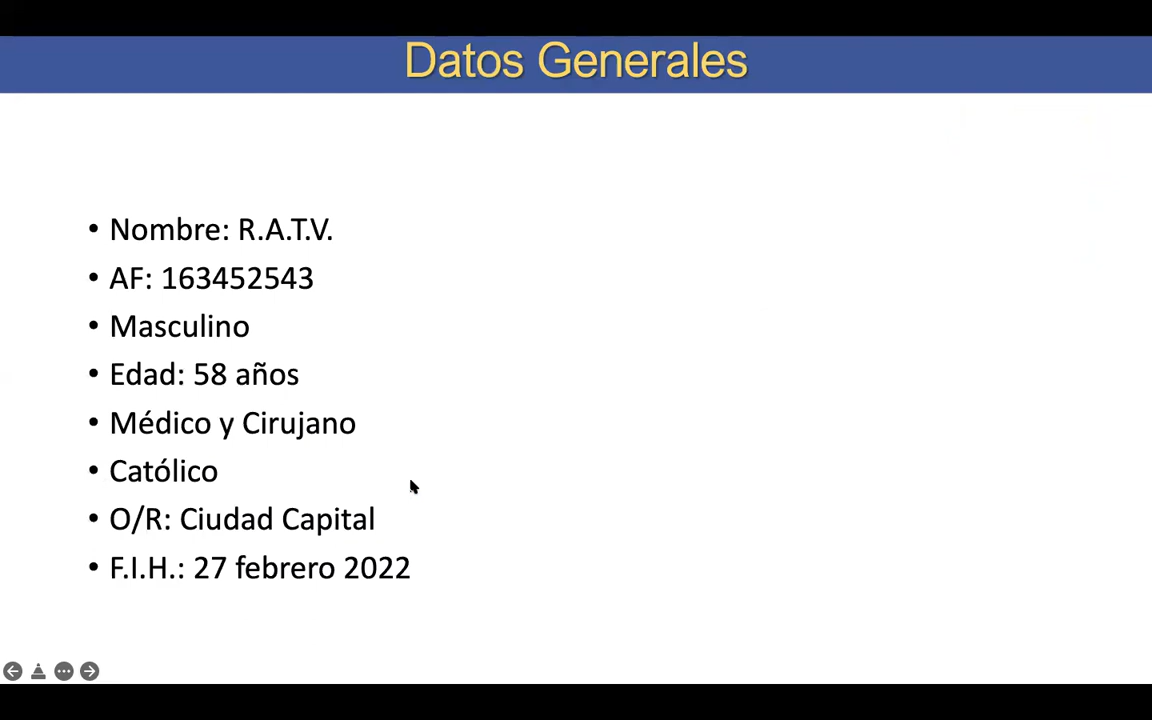 Datos Generales
• Nombre: R.A.T.V.
• AF: 163452543
• Masculino
• Edad: 58 años
• Médico y Cirujano
• Católico
• O/R: Ciudad Capital
• F.I.H.: 27 febrero 2022